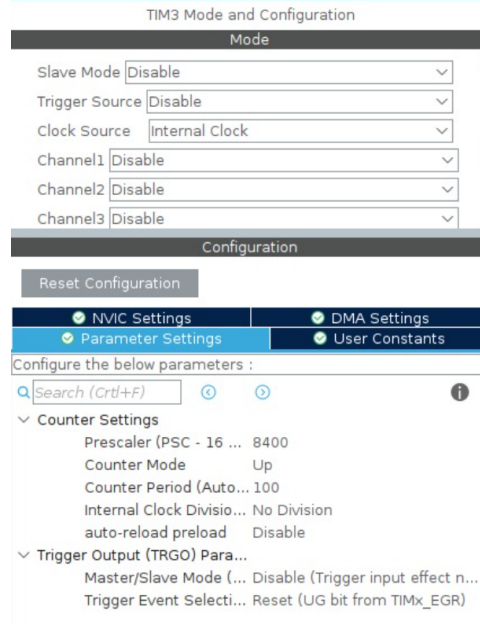 TIM3 Mode and Configuration
Mode
Slave Mode Disable
Trigger Source Disable
Clock Source Internal Clock
Channel1 Disable
Channel2 Disable
Channel3 Disable
Configuration
Reset Configuration
NVIC Settings DMA Settings
Parameter Settings User Constants
Configure the below parameters :
Search (Crtl+F)
Counter Settings
Prescaler (PSC - 16 ... 8400
Counter Mode Up
Counter Period (Auto... 100
Internal Clock Divisio... No Division
auto-reload preload Disable
Trigger Output (TRGO) Para...
Master/Slave Mode (... Disable (Trigger input effect n...
Trigger Event Selecti... Reset (UG bit from TIMx_EGR)